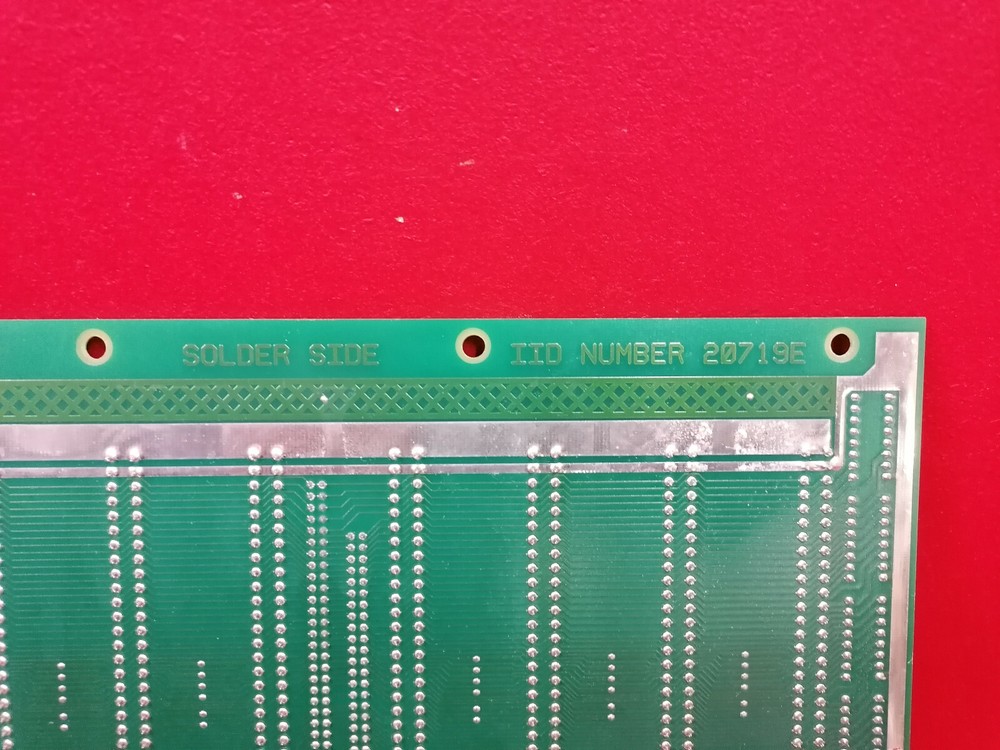 SOLDER SIDE IID NUMBER 20719E